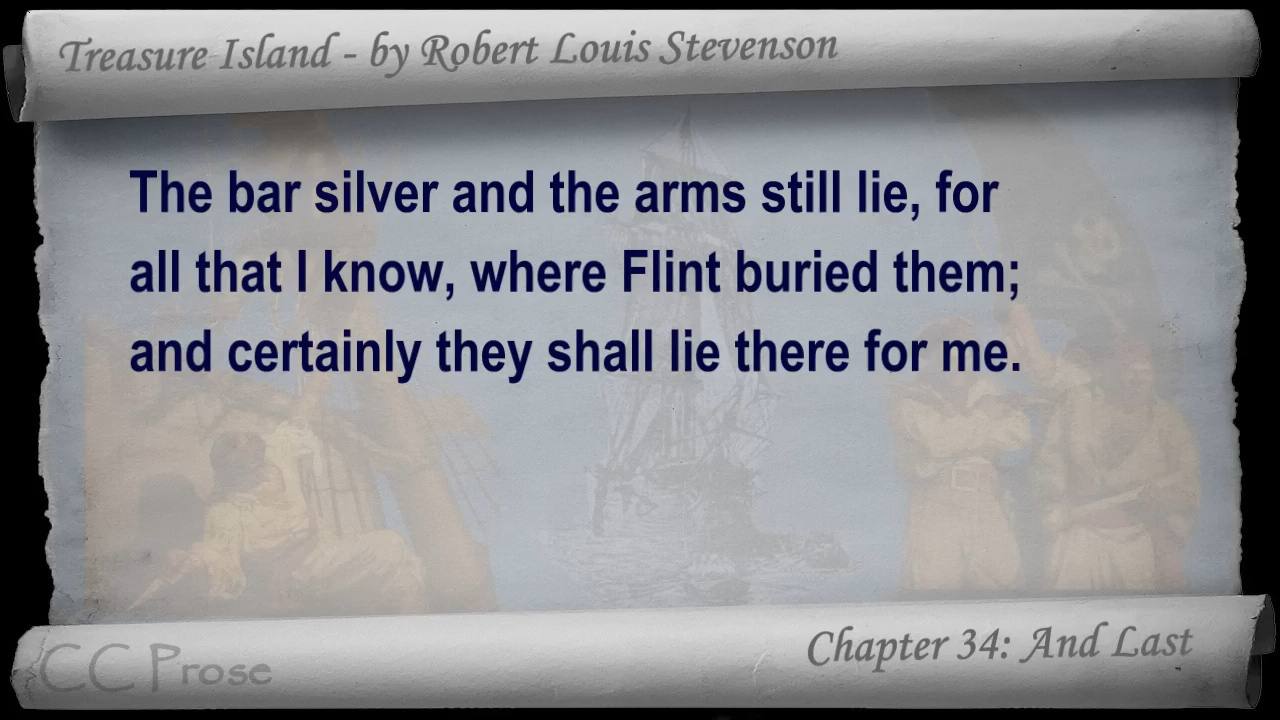 Treasure Island - by Robert Louis Stevenson
The bar silver and the arms still lie, for
all that I know, where Flint buried them;
and certainly they shall lie there for me.
CC Prose
Chapter 34: And Last